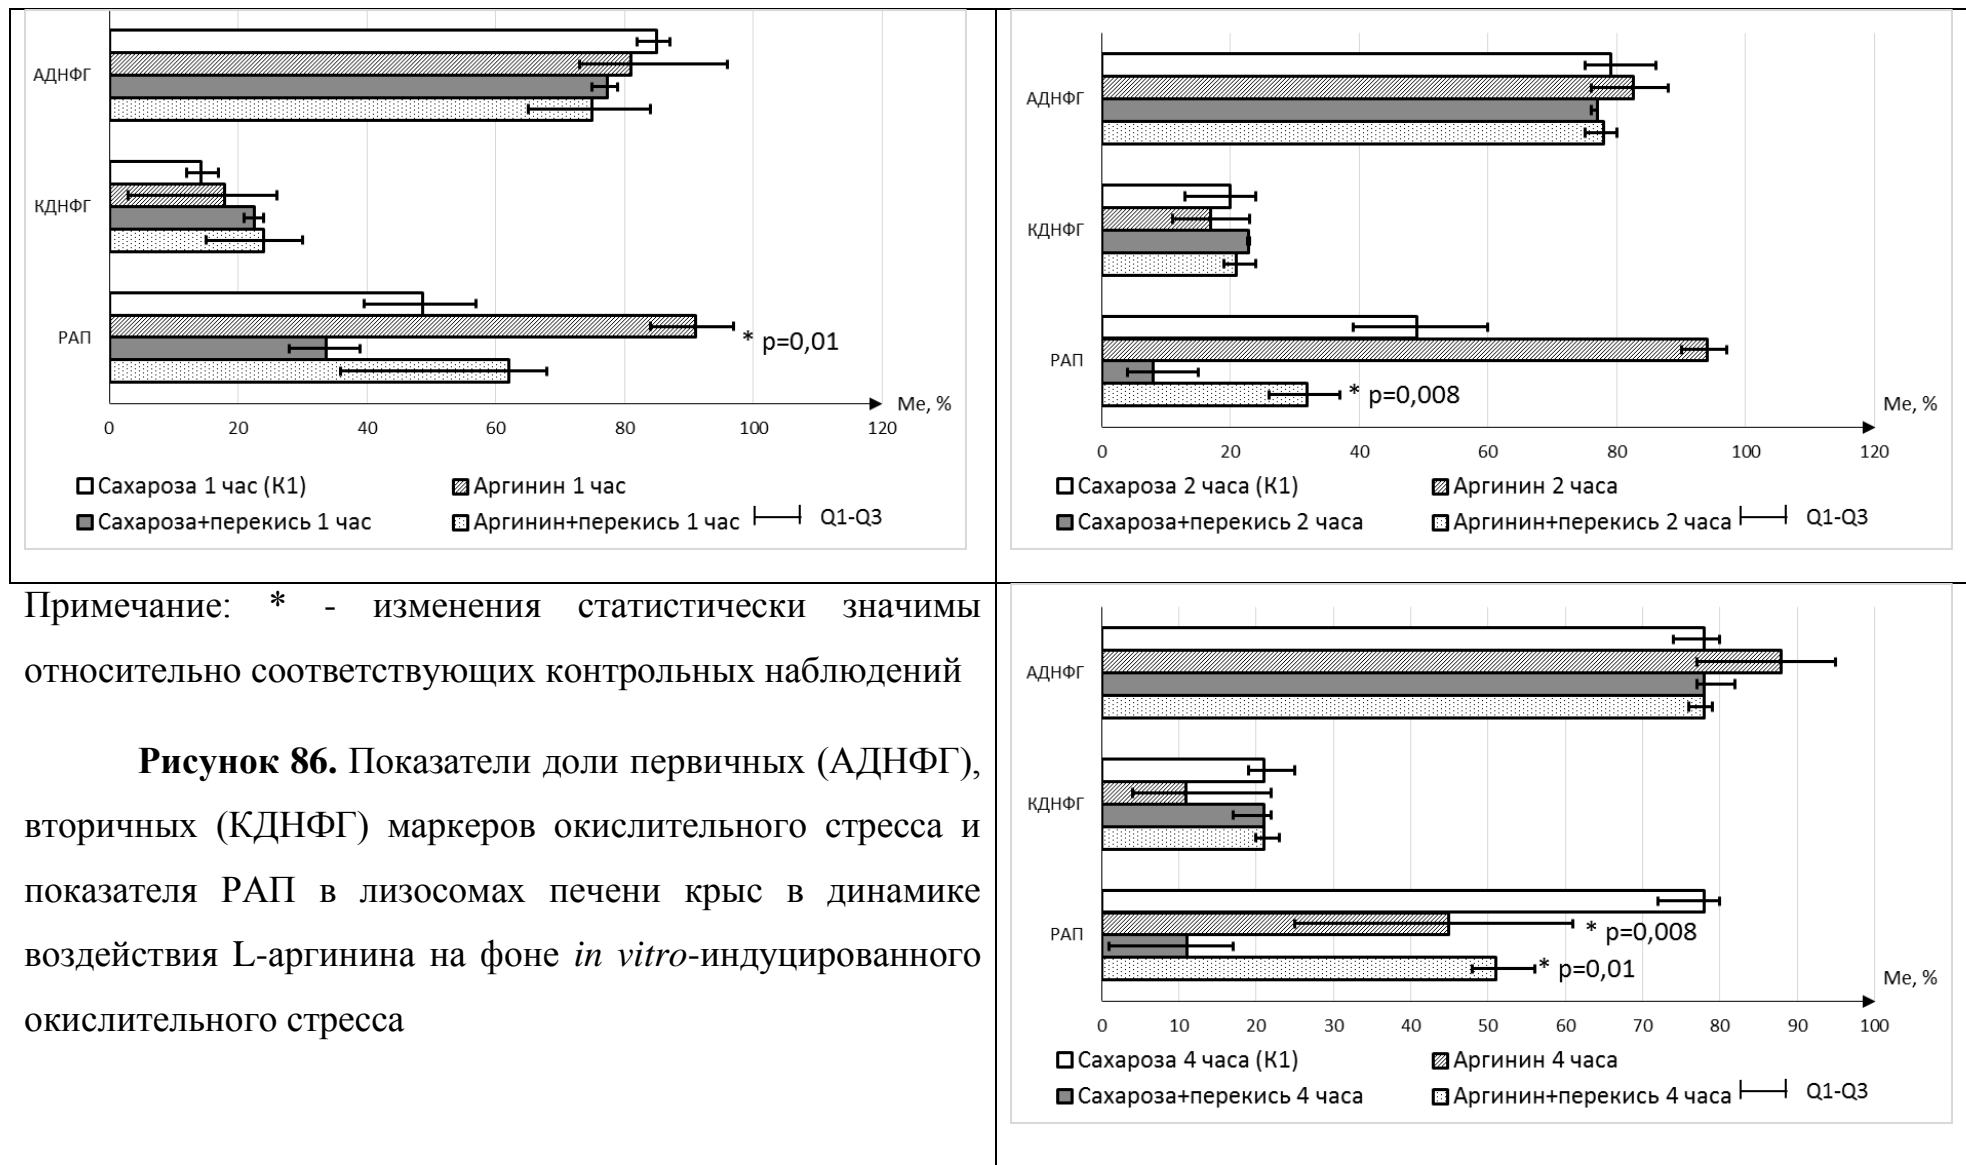 АДНФГ
КДНФГ
РАП
* p=0,01
Me, %
0 20 40 60 80 100 120
Сахароза 1 час (К1) Аргинин 1 час
Сахароза+перекись 1 час Аргинин+перекись 1 час Q1-Q3
АДНФГ
КДНФГ
РАП
* p=0,008
Me, %
0 20 40 60 80 100 120
Сахароза 2 часа (К1) Аргинин 2 часа
Сахароза+перекись 2 часа Аргинин+перекись 2 часа Q1-Q3
Примечание: * - изменения статистически значимы
относительно соответствующих контрольных наблюдений
Рисунок 86. Показатели доли первичных (АДНФГ),
вторичных (КДНФГ) маркеров окислительного стресса и
показателя РАП в лизосомах печени крыс в динамике
воздействия L-аргинина на фоне in vitro-индуцированного
окислительного стресса
АДНФГ
КДНФГ
РАП
* p=0,008
* p=0,01
Me, %
0 10 20 30 40 50 60 70 80 90 100
Сахароза 4 часа (К1) Аргинин 4 часа
Сахароза+перекись 4 часа Аргинин+перекись 4 часа Q1-Q3